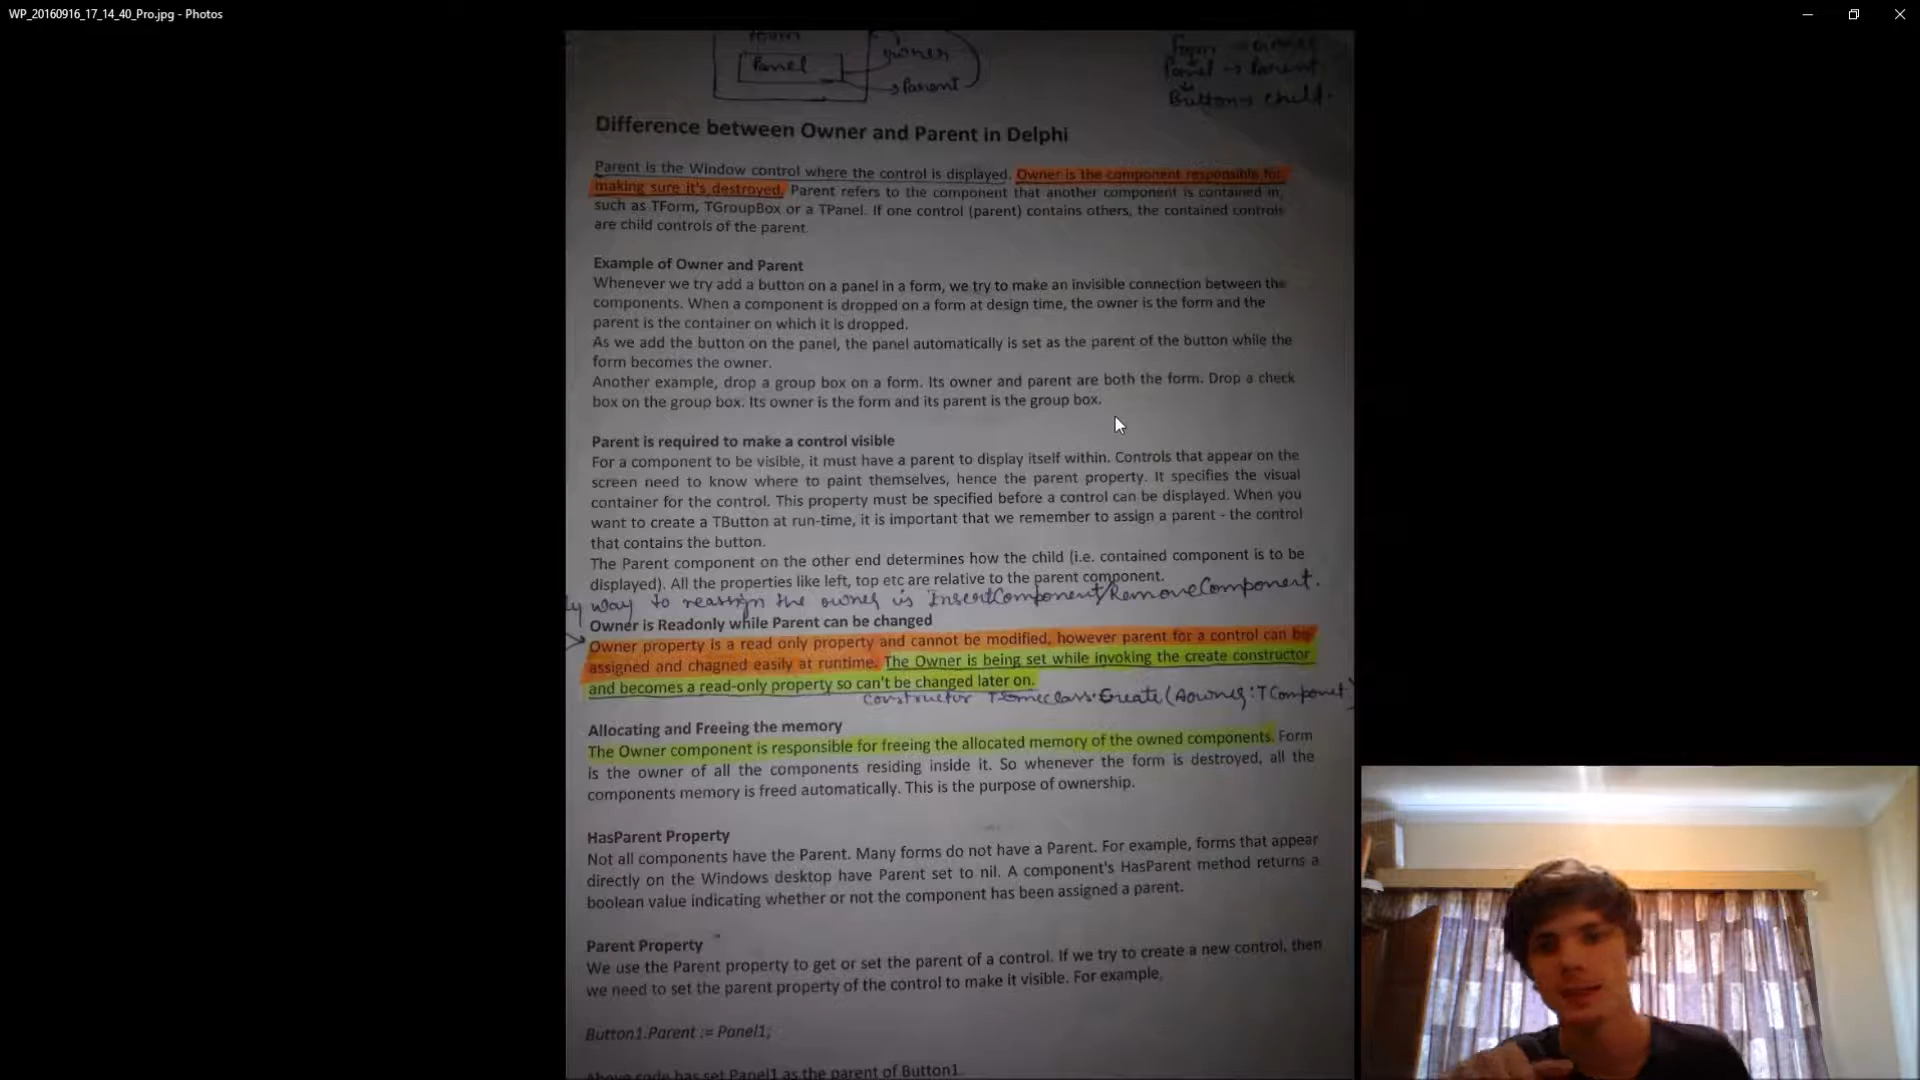 WP_20160916_17_14_40_Pro.jpg - Photos
Panel
owner
Parent
Form → owner
Panel → Parent
Button → child.
Difference between Owner and Parent in Delphi
Parent is the Window control where the control is displayed. Owner is the component responsible for
making sure it's destroyed. Parent refers to the component that another component is contained in,
such as TForm, TGroupBox or a TPanel. If one control (parent) contains others, the contained controls
are child controls of the parent.
Example of Owner and Parent
Whenever we try add a button on a panel in a form, we try to make an invisible connection between the
components. When a component is dropped on a form at design time, the owner is the form and the
parent is the container on which it is dropped.
As we add the button on the panel, the panel automatically is set as the parent of the button while the
form becomes the owner.
Another example, drop a group box on a form. Its owner and parent are both the form. Drop a check
box on the group box. Its owner is the form and its parent is the group box.
Parent is required to make a control visible
For a component to be visible, it must have a parent to display itself within. Controls that appear on the
screen need to know where to paint themselves, hence the parent property. It specifies the visual
container for the control. This property must be specified before a control can be displayed. When you
want to create a TButton at run-time, it is important that we remember to assign a parent - the control
that contains the button.
The Parent component on the other end determines how the child (i.e. contained component is to be
displayed). All the properties like left, top etc are relative to the parent component.
way to reassign the owner is InsertComponent/RemoveComponent.
Owner is Readonly while Parent can be changed
Owner property is a read only property and cannot be modified, however parent for a control can be
assigned and chagned easily at runtime. The Owner is being set while invoking the create constructor
and becomes a read-only property so can't be changed later on.
Constructor Create(AOwner:TComponet)
Allocating and Freeing the memory
The Owner component is responsible for freeing the allocated memory of the owned components. Form
is the owner of all the components residing inside it. So whenever the form is destroyed, all the
components memory is freed automatically. This is the purpose of ownership.
HasParent Property
Not all components have the Parent. Many forms do not have a Parent. For example, forms that appear
directly on the Windows desktop have Parent set to nil. A component's HasParent method returns a
boolean value indicating whether or not the component has been assigned a parent.
Parent Property
We use the Parent property to get or set the parent of a control. If we try to create a new control, then
we need to set the parent property of the control to make it visible. For example,
Button1.Parent := Panel1;
Above code has set Panel1 as the parent of Button1.